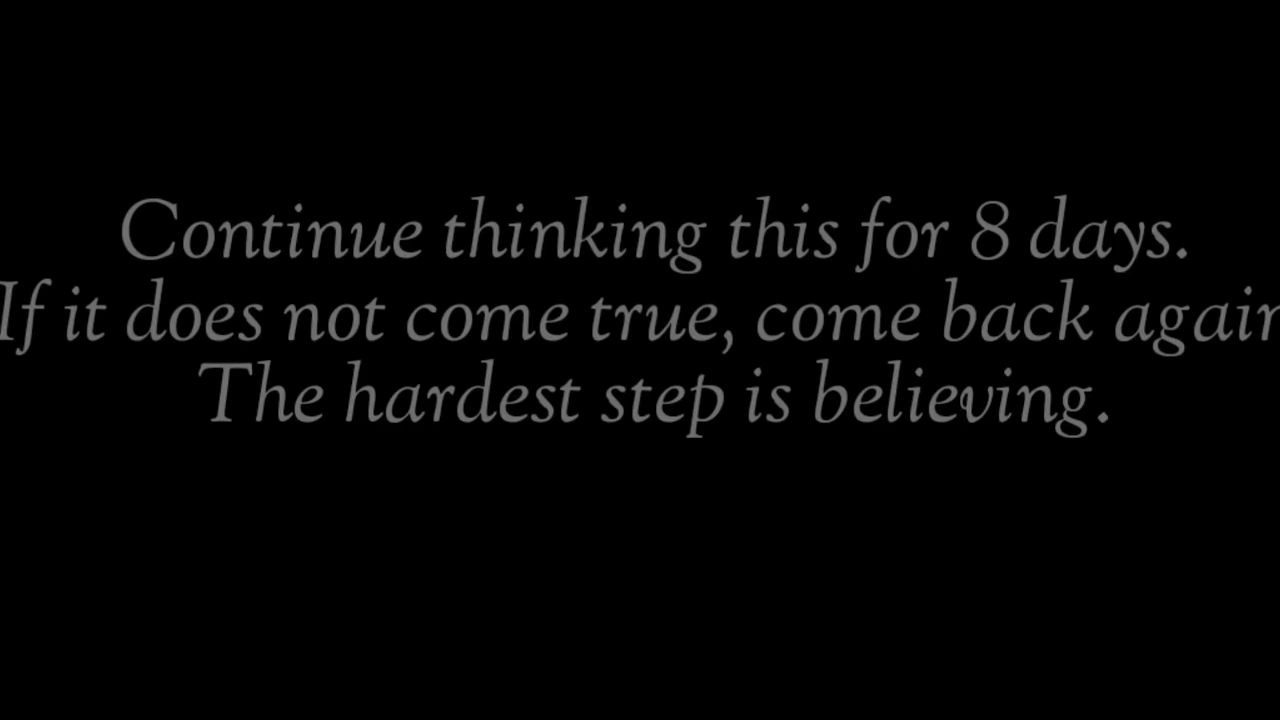 Continue thinking this for 8 days.
If it does not come true, come back again
The hardest step is believing.